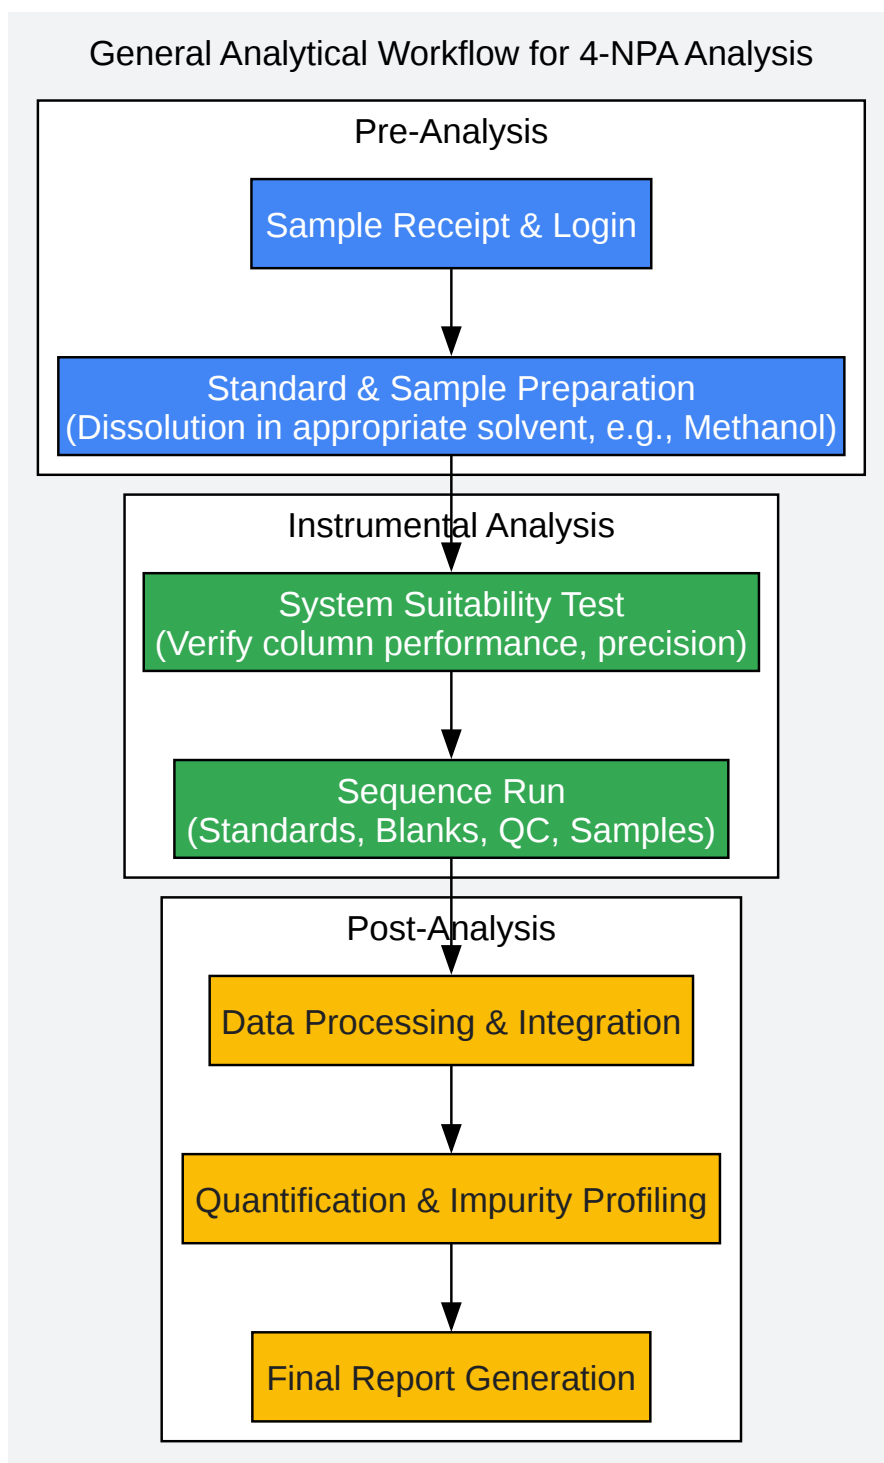 General Analytical Workflow for 4-NPA Analysis
Pre-Analysis
Sample Receipt & Login
Standard & Sample Preparation
(Dissolution in appropriate solvent, e.g., Methanol)
Instrumental Analysis
System Suitability Test
(Verify column performance, precision)
Sequence Run
(Standards, Blanks, QC, Samples)
Post-Analysis
Data Processing & Integration
Quantification & Impurity Profiling
Final Report Generation